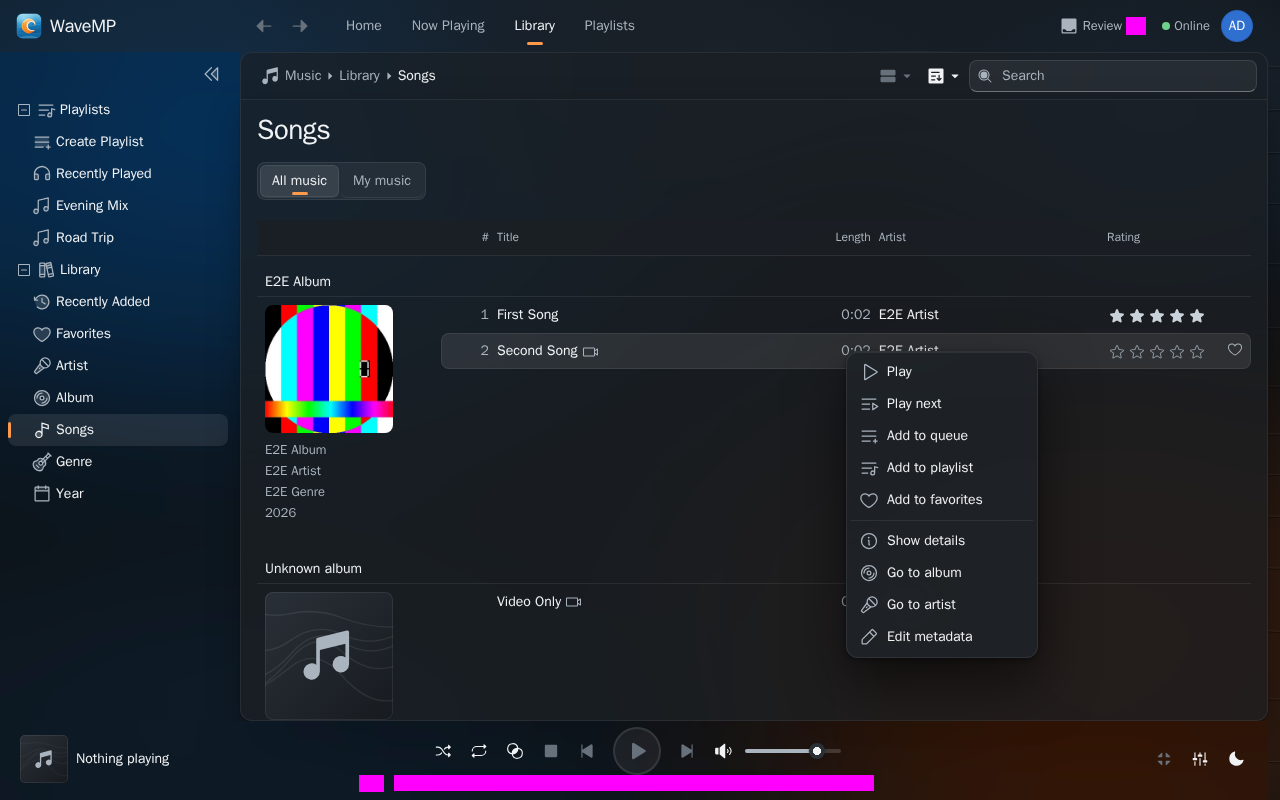 WaveMP
Home
Now Playing
Library
Playlists
Review
Online
AD
Music
Library
Songs
Search
Playlists
Create Playlist
Recently Played
Evening Mix
Road Trip
Library
Recently Added
Favorites
Artist
Album
Songs
Genre
Year
Songs
All music
My music
# Title Length Artist Rating
E2E Album
1 First Song 0:02 E2E Artist
2 Second Song 0:02 E2E Artist
E2E Album
E2E Artist
E2E Genre
2026
Unknown album
Video Only
Play
Play next
Add to queue
Add to playlist
Add to favorites
Show details
Go to album
Go to artist
Edit metadata
Nothing playing